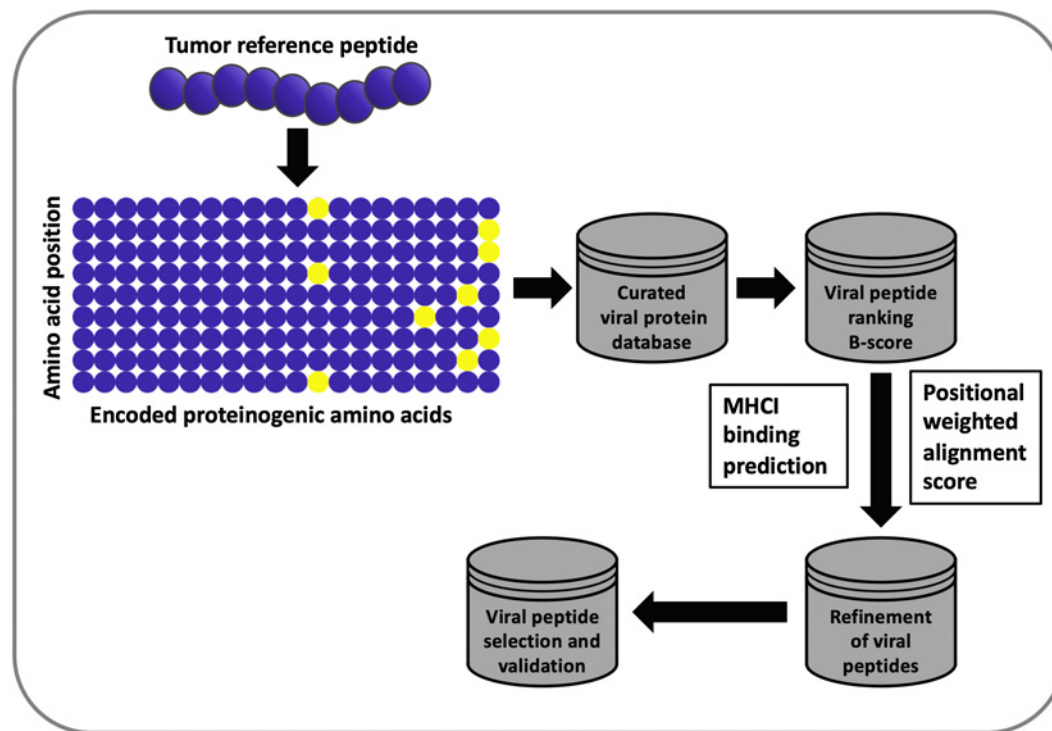 Tumor reference peptide
Amino acid position
Encoded proteinogenic amino acids
Curated
viral protein
database
Viral peptide
ranking
B-score
MHCI
binding
prediction
Positional
weighted
alignment
score
Refinement
of viral
peptides
Viral peptide
selection and
validation